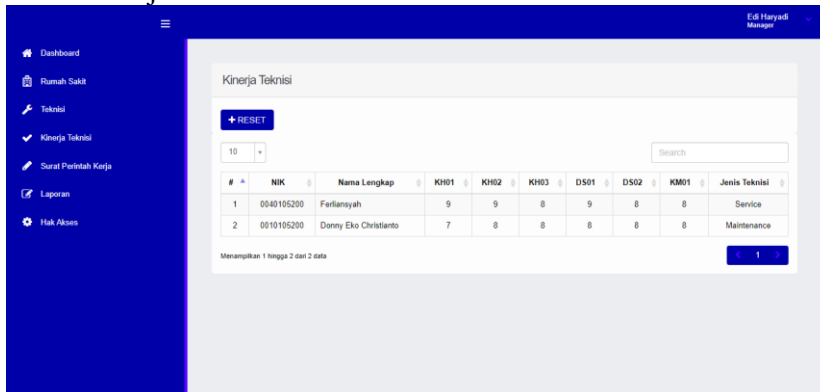 Edi Haryadi
Manager
Dashboard
Rumah Sakit
Teknisi
Kinerja Teknisi
Surat Perintah Kerja
Laporan
Hak Akses
Kinerja Teknisi
+ RESET
10
Search
# NIK Nama Lengkap KH01 KH02 KH03 DS01 DS02 KM01 Jenis Teknisi
1 0040105200 Ferliansyah 9 9 8 9 8 8 Service
2 0010105200 Donny Eko Christianto 7 8 8 8 8 8 Maintenance
Menampilkan 1 hingga 2 dari 2 data
< 1 >